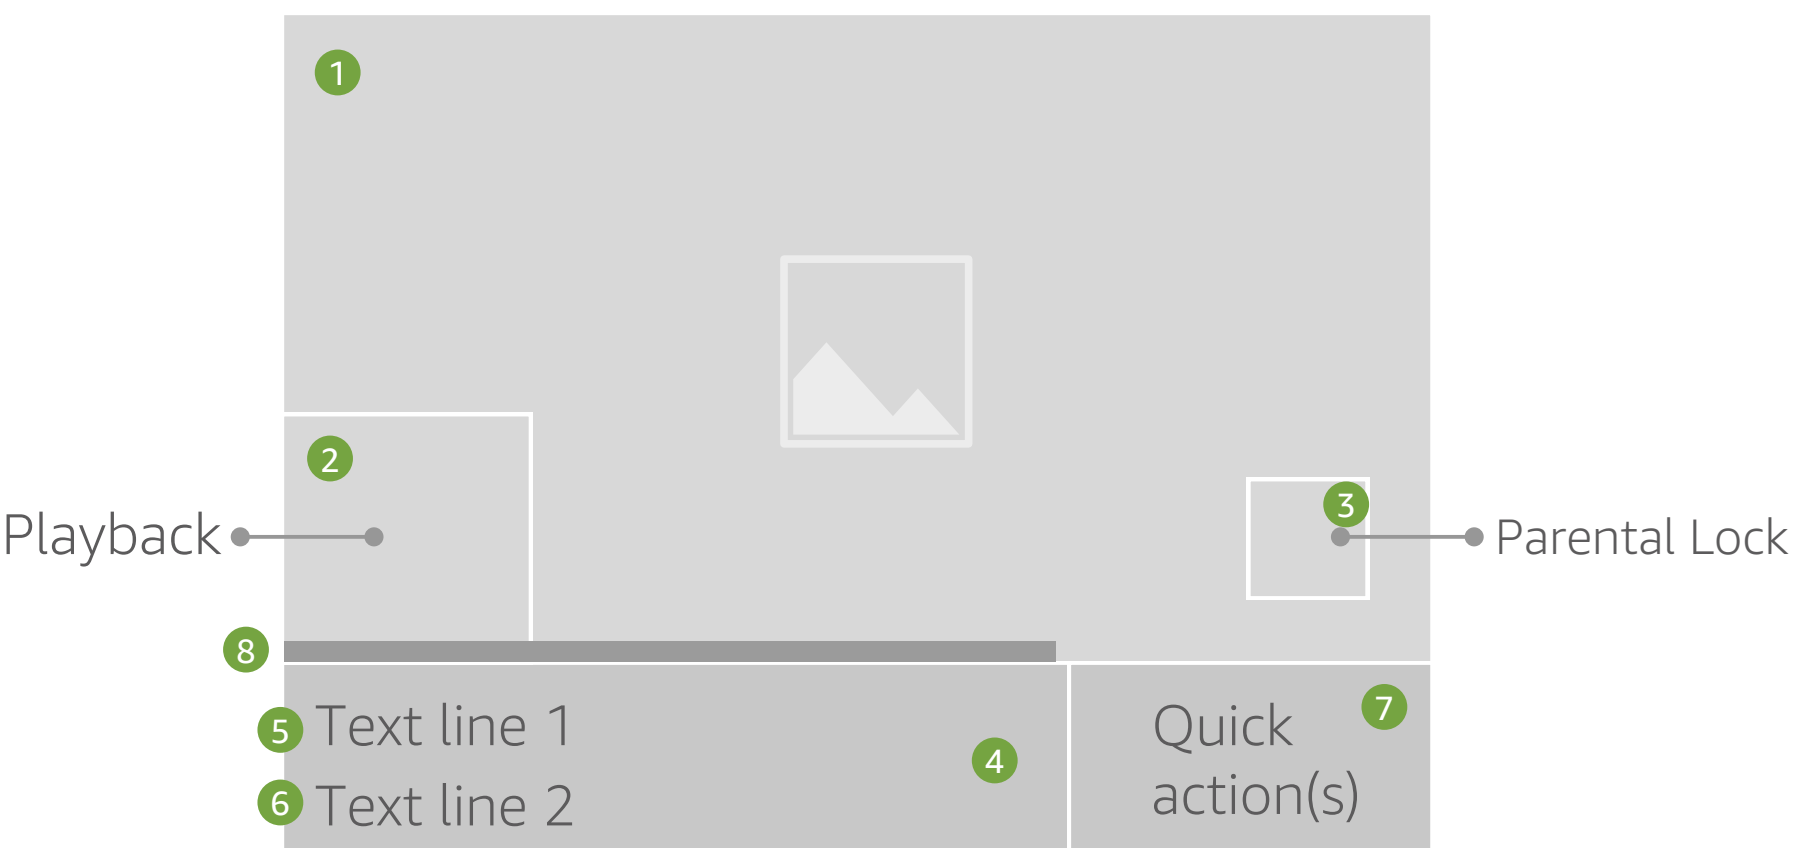 1
2
Playback
3
Parental Lock
8
5 Text line 1
6 Text line 2
4
Quick
action(s)
7